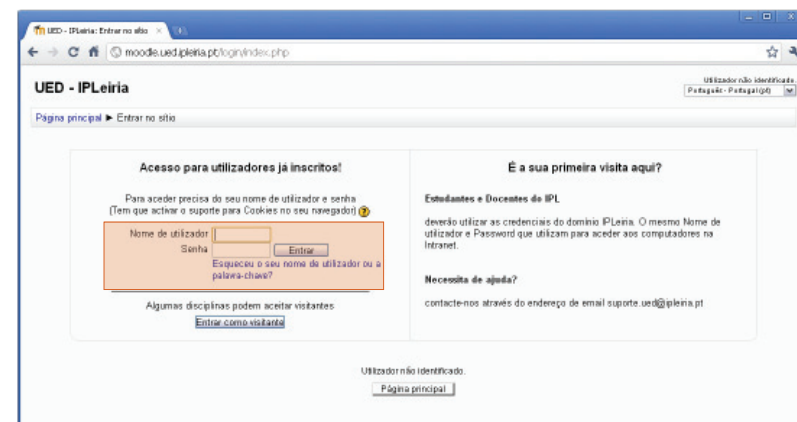 UED - IPLeiria: Entrar no sítio
moodle.ued.ipleiria.pt/login/index.php
UED - IPLeiria
Utilizador não identificado.
Português - Portugal (pt)
Página principal ► Entrar no sítio
Acesso para utilizadores já inscritos!
Para aceder precisa do seu nome de utilizador e senha
(Tem que activar o suporte para Cookies no seu navegador) ?
Nome de utilizador
Senha Entrar
Esqueceu o seu nome de utilizador ou a
palavra-chave?
Algumas disciplinas podem aceitar visitantes
Entrar como visitante
É a sua primeira visita aqui?
Estudantes e Docentes do IPL
deverão utilizar as credenciais do domínio IPLeiria. O mesmo Nome de
utilizador e Password que utilizam para aceder aos computadores na
Intranet.
Necessita de ajuda?
contacte-nos através do endereço de email suporte.ued@ipleiria.pt
Utilizador não identificado.
Página principal